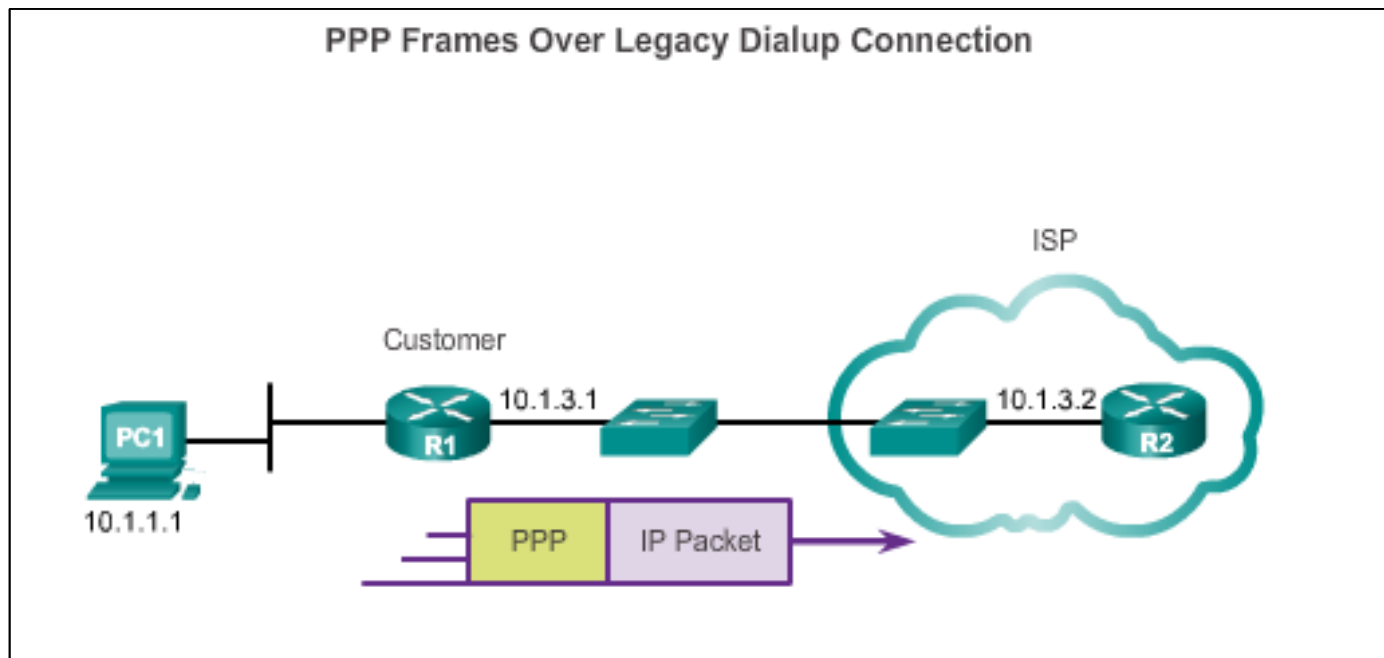 PPP Frames Over Legacy Dialup Connection
ISP
Customer
10.1.3.1
10.1.3.2
PC1
R1
R2
10.1.1.1
PPP
IP Packet